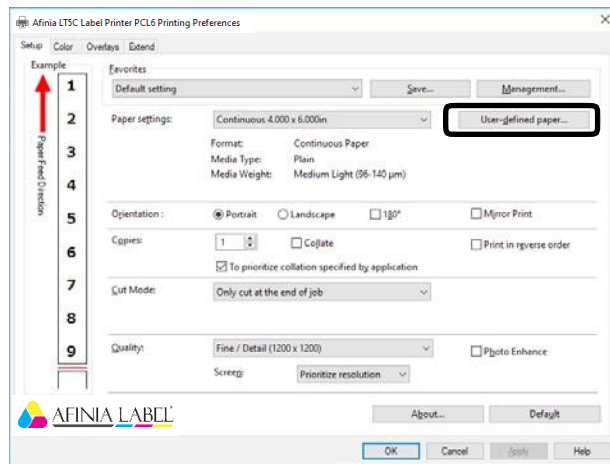 Afinia LT5C Label Printer PCL6 Printing Preferences
Setup Color Overlays Extend
Example
Paper Feed Direction
1
2
3
4
5
6
7
8
9
Favorites
Default setting Save... Management...
Paper settings: Continuous 4.000 x 6.000in User-defined paper...
Format: Continuous Paper
Media Type: Plain
Media Weight: Medium Light (96-140 μm)
Orientation : Portrait Landscape 180° Mirror Print
Copies: 1 Collate Print in reverse order
To prioritize collation specified by application
Cut Mode: Only cut at the end of job
Quality: Fine / Detail (1200 x 1200) Photo Enhance
Screen: Prioritize resolution
AFINIA LABEL
About... Default
OK Cancel Apply Help